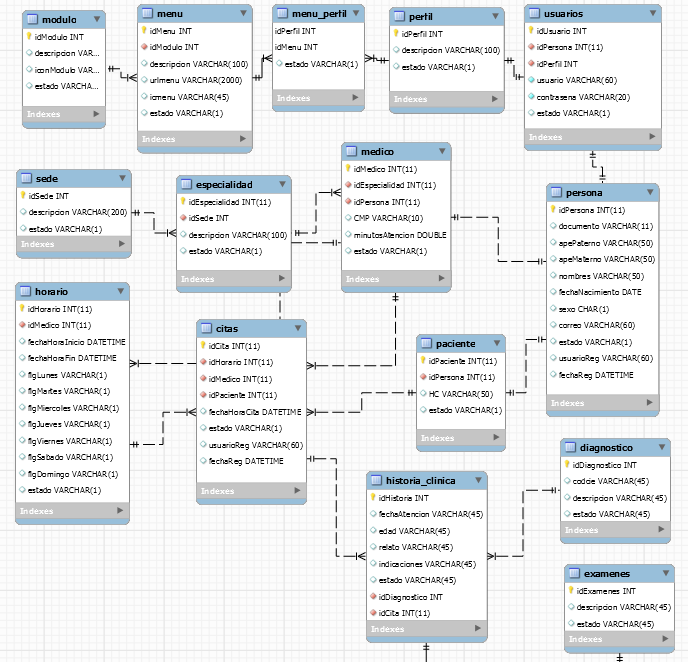 modulo
idModulo INT
descripcion VAR...
iconModulo VAR...
estado VARCHA...
Indexes
menu
idMenu INT
idModulo INT
descripcion VARCHAR(100)
urlmenu VARCHAR(2000)
icmenu VARCHAR(45)
estado VARCHAR(1)
Indexes
menu_perfil
idPerfil INT
idMenu INT
estado VARCHAR(1)
Indexes
perfil
idPerfil INT
descripcion VARCHAR(100)
estado VARCHAR(1)
Indexes
usuarios
idUsuario INT
idPersona INT(11)
idPerfil INT
usuario VARCHAR(60)
contrasena VARCHAR(20)
estado VARCHAR(1)
Indexes
sede
idSede INT
descripcion VARCHAR(200)
estado VARCHAR(1)
Indexes
especialidad
idEspecialidad INT(11)
idSede INT
descripcion VARCHAR(100)
estado VARCHAR(1)
Indexes
medico
idMedico INT(11)
idEspecialidad INT(11)
idPersona INT(11)
CMP VARCHAR(10)
minutosAtencion DOUBLE
estado VARCHAR(1)
Indexes
persona
idPersona INT(11)
documento VARCHAR(11)
apePaterno VARCHAR(50)
apeMaterno VARCHAR(50)
nombres VARCHAR(50)
fechaNacimiento DATE
sexo CHAR(1)
correo VARCHAR(60)
estado VARCHAR(1)
usuarioReg VARCHAR(60)
fechaReg DATETIME
Indexes
horario
idHorario INT(11)
idMedico INT(11)
fechaHoraInicio DATETIME
fechaHoraFin DATETIME
flgLunes VARCHAR(1)
flgMartes VARCHAR(1)
flgMiercoles VARCHAR(1)
flgJueves VARCHAR(1)
flgViernes VARCHAR(1)
flgSabado VARCHAR(1)
flgDomingo VARCHAR(1)
estado VARCHAR(1)
Indexes
citas
idCita INT(11)
idHorario INT(11)
idMedico INT(11)
idPaciente INT(11)
fechaHoraCita DATETIME
estado VARCHAR(1)
usuarioReg VARCHAR(60)
fechaReg DATETIME
Indexes
paciente
idPaciente INT(11)
idPersona INT(11)
HC VARCHAR(50)
estado VARCHAR(1)
Indexes
historia_clinica
idHistoria INT
fechaAtencion VARCHAR(45)
edad VARCHAR(45)
relato VARCHAR(45)
indicaciones VARCHAR(45)
estado VARCHAR(45)
idDiagnostico INT
idCita INT(11)
Indexes
diagnostico
idDiagnostico INT
codcie VARCHAR(45)
descripcion VARCHAR(45)
estado VARCHAR(45)
Indexes
examenes
idExamenes INT
descripcion VARCHAR(45)
estado VARCHAR(45)
Indexes